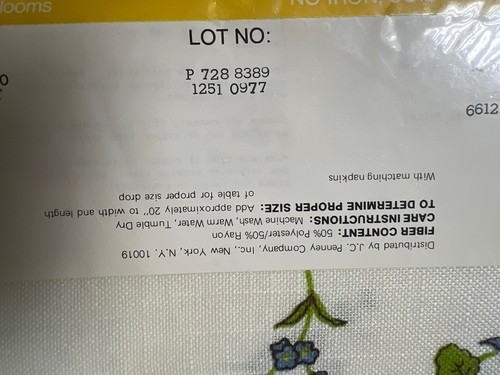 looms
LOT NO:
P 728 8389
1251 0977
6612
With matching napkins
TO DETERMINE PROPER SIZE: Add approximately 20" to width and length
of table for proper size drop
CARE INSTRUCTIONS: Machine Wash, Warm Water, Tumble Dry
FIBER CONTENT: 50% Polyester/50% Rayon
Distributed by J.C. Penney Company, Inc., New York, N.Y. 10019